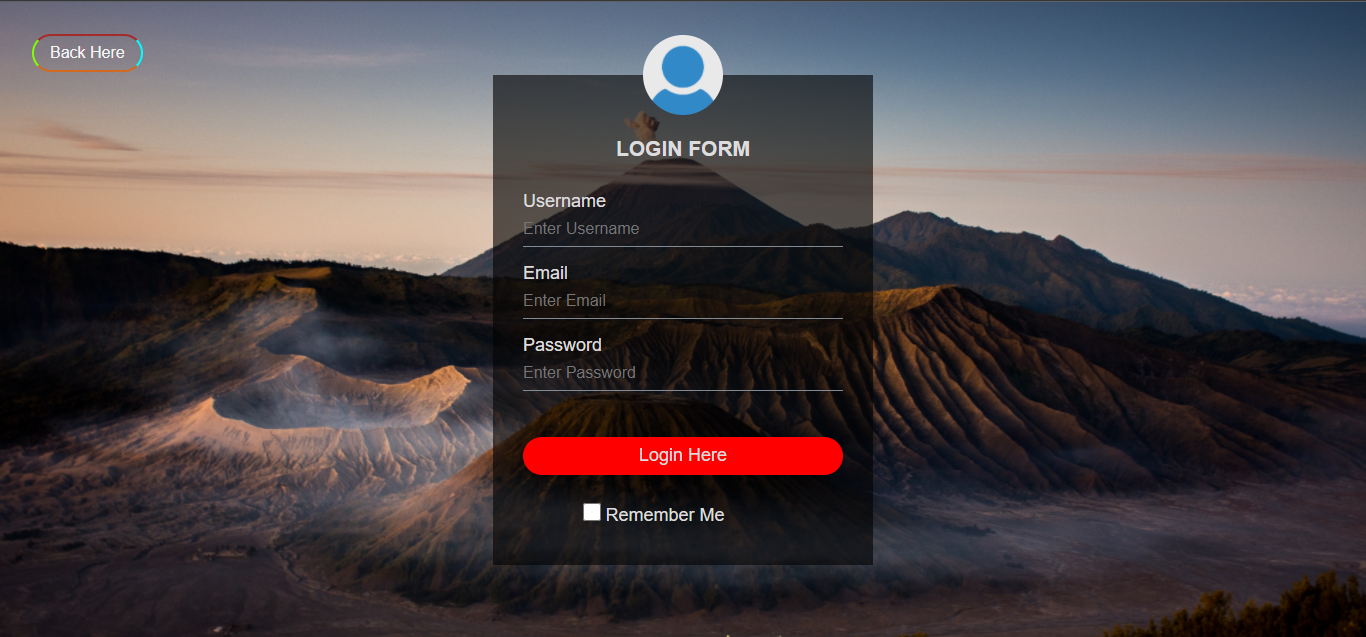 Back Here
LOGIN FORM
Username
Enter Username
Email
Enter Email
Password
Enter Password
Login Here
Remember Me